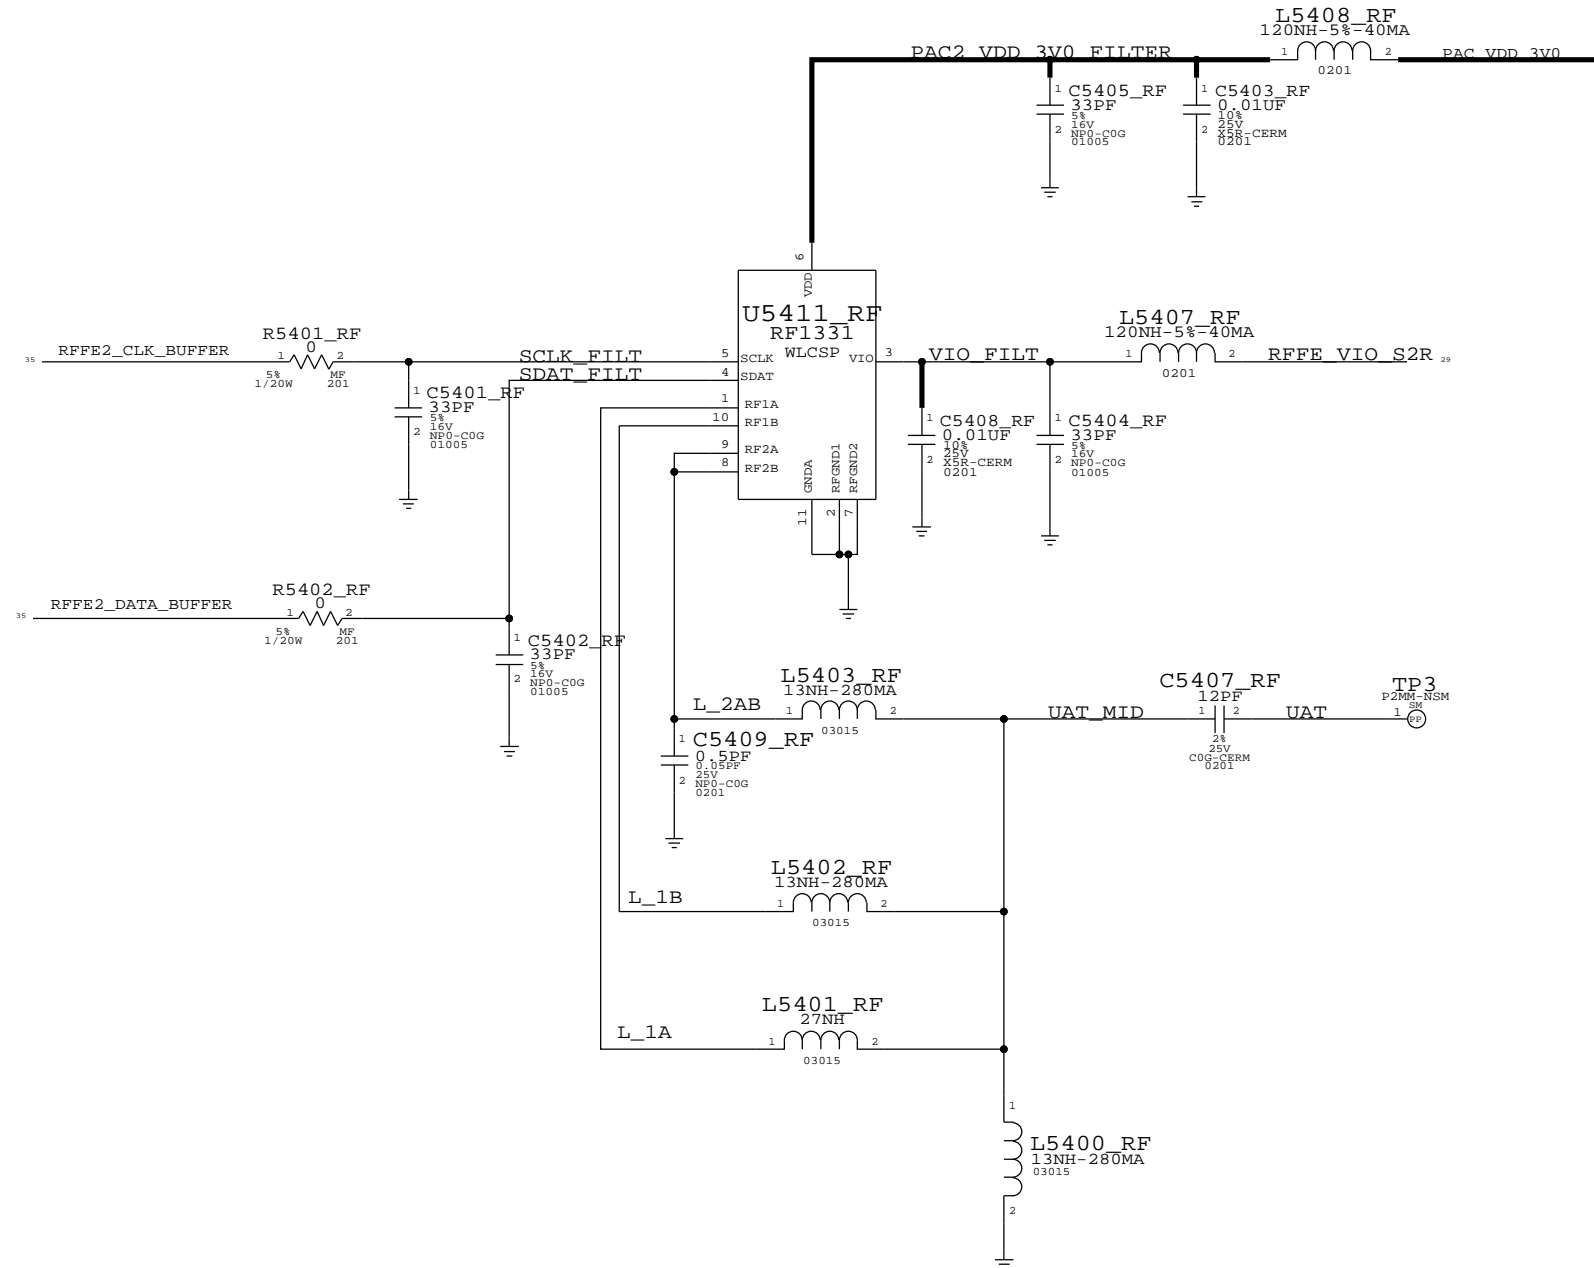 L5408_RF
120NH-5%-40MA
PAC2_VDD_3V0_FILTER
1
2
PAC_VDD_3V0
0201
1
C5405_RF
33PF
5%
16V
NP0-C0G
01005
2
1
C5403_RF
0.01UF
10%
25V
X5R-CERM
0201
2
6
VDD
U5411_RF
RF1331
WLCSP
5
SCLK
4
SDAT
1
RF1A
10
RF1B
9
RF2A
8
RF2B
VIO
3
GNDA
RFGND1
RFGND2
11
2
7
35
RFFE2_CLK_BUFFER
R5401_RF
0
1
2
5%
1/20W
MF
201
SCLK_FILT
SDAT_FILT
1
C5401_RF
33PF
5%
16V
NP0-C0G
01005
2
VIO_FILT
L5407_RF
120NH-5%-40MA
1
2
0201
RFFE_VIO_S2R
29
1
C5408_RF
0.01UF
10%
25V
X5R-CERM
0201
2
1
C5404_RF
33PF
5%
16V
NP0-C0G
01005
2
35
RFFE2_DATA_BUFFER
R5402_RF
0
1
2
5%
1/20W
MF
201
1
C5402_RF
33PF
5%
16V
NP0-C0G
01005
2
L_2AB
L5403_RF
13NH-280MA
1
2
03015
UAT_MID
C5407_RF
12PF
1
2
2%
25V
C0G-CERM
0201
UAT
TP3
P2MM-NSM
SM
1
PP
1
C5409_RF
0.5PF
0.05PF
25V
NP0-C0G
0201
2
L_1B
L5402_RF
13NH-280MA
1
2
03015
L_1A
L5401_RF
27NH
1
2
03015
1
L5400_RF
13NH-280MA
03015
2